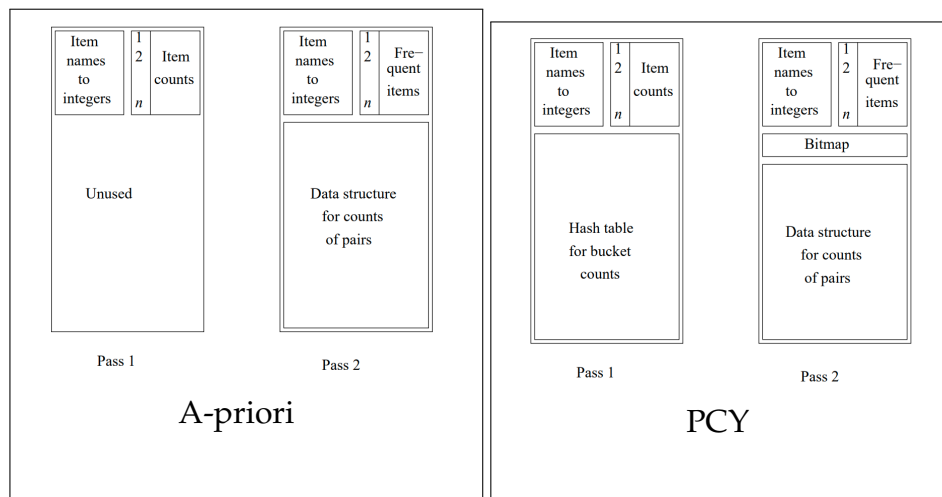 Item
names
to
integers
1
2
n
Item
counts
Unused
Pass 1
Item
names
to
integers
1
2
n
Fre–
quent
items
Data structure
for counts
of pairs
Pass 2
A-priori
Item
names
to
integers
1
2
n
Item
counts
Hash table
for bucket
counts
Pass 1
Item
names
to
integers
1
2
n
Fre–
quent
items
Bitmap
Data structure
for counts
of pairs
Pass 2
PCY